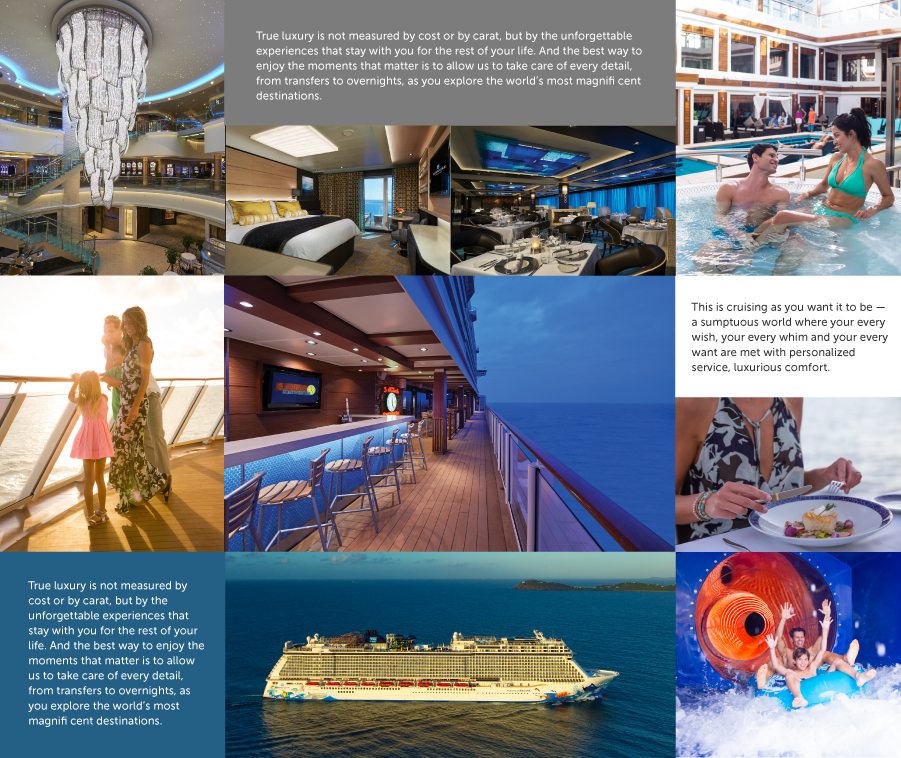 True luxury is not measured by cost or by carat, but by the unforgettable
experiences that stay with you for the rest of your life. And the best way to
enjoy the moments that matter is to allow us to take care of every detail,
from transfers to overnights, as you explore the world's most magnifi cent
destinations.
This is cruising as you want it to be —
a sumptuous world where your every
wish, your every whim and your every
want are met with personalized
service, luxurious comfort.
True luxury is not measured by
cost or by carat, but by the
unforgettable experiences that
stay with you for the rest of your
life. And the best way to enjoy the
moments that matter is to allow
us to take care of every detail,
from transfers to overnights, as
you explore the world's most
magnifi cent destinations.